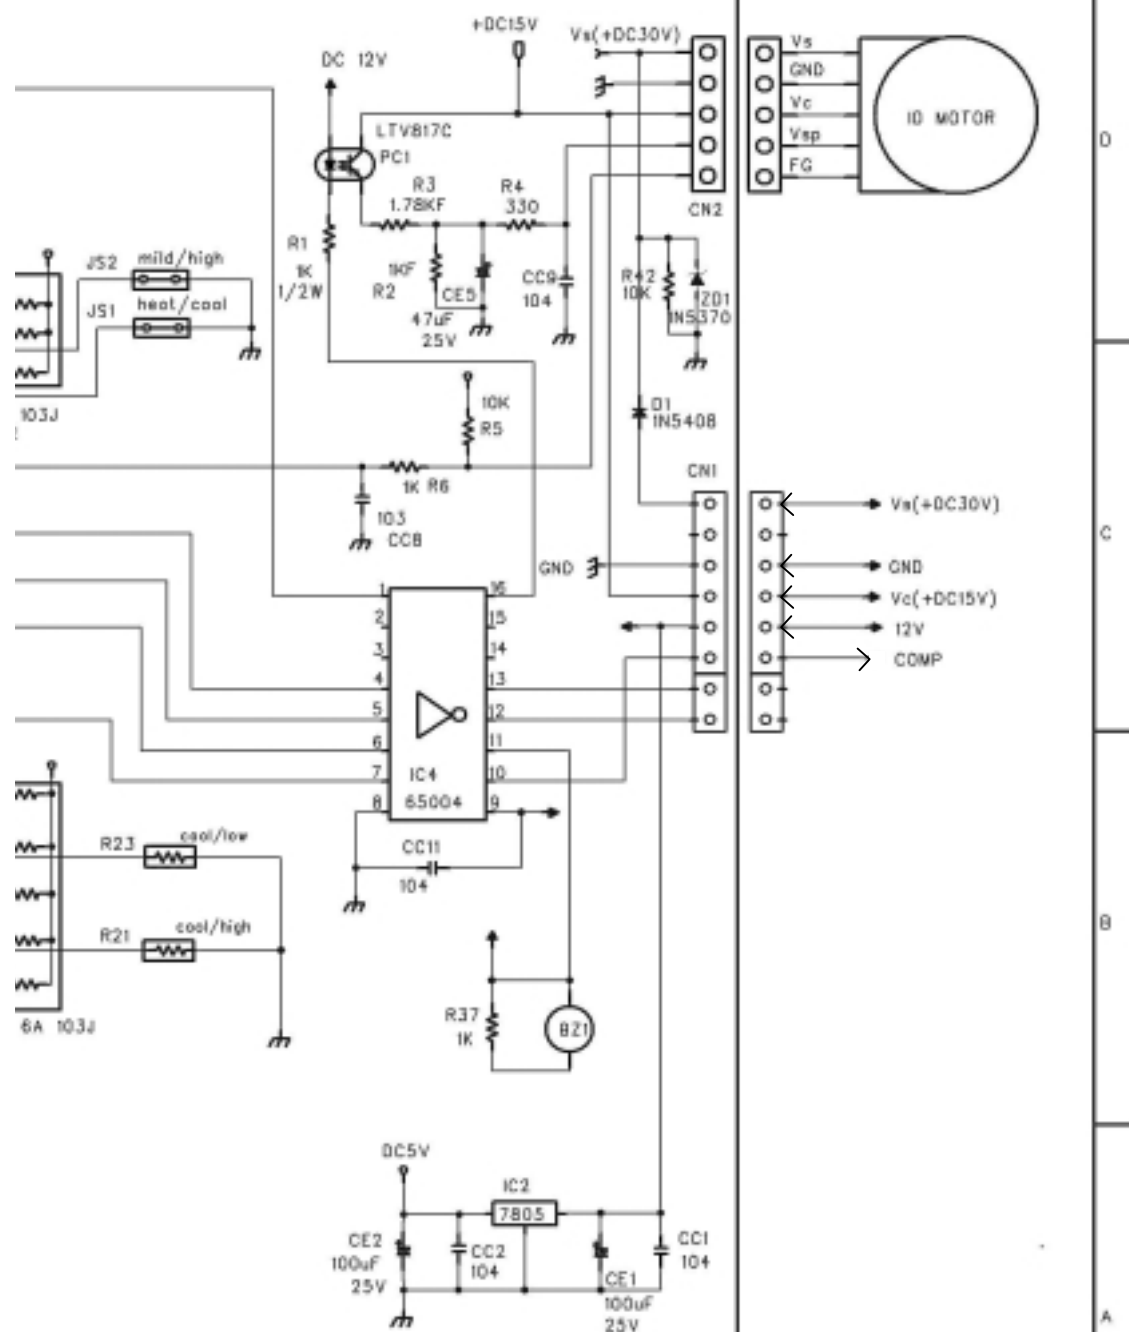 +DC15V
Vs(+DC30V)
DC 12V
LTV817C
PC1
Vs
GND
Vc
Vsp
FG
ID MOTOR
D
CN2
R3
1.78KF
R4
330
R1
1K
1/2W
1KF
R2
CE5
47uF
25V
CC9
104
R42
10K
ZD1
1N5370
JS2
mild/high
JS1
heat/cool
103J
10K
R5
D1
1N5408
CN1
1K R6
103
CC8
GND
Vs(+DC30V)
GND
Vc(+DC15V)
12V
COMP
C
1
2
3
4
5
6
7
8
16
15
14
13
12
11
10
9
IC4
65004
CC11
104
R23
cool/low
R21
cool/high
6A 103J
B
R37
1K
BZ1
DC5V
IC2
7805
CE2
100uF
25V
CC2
104
CE1
100uF
25V
CC1
104
A